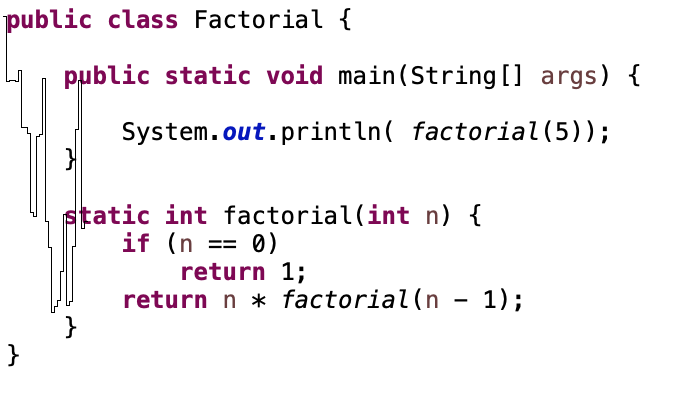 public class Factorial {
public static void main(String[] args) {
System.out.println( factorial(5));
}
static int factorial(int n) {
if (n == 0)
return 1;
return n * factorial(n - 1);
}
}